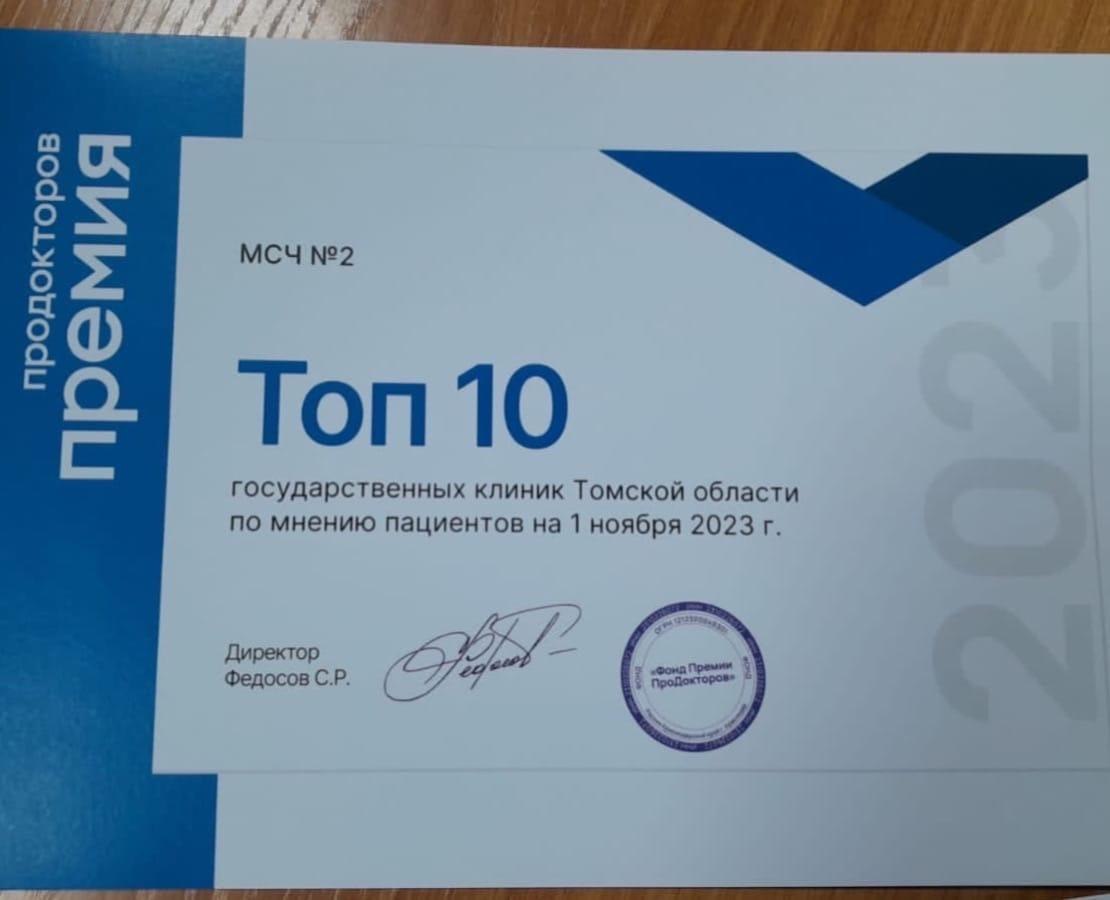 продокторов
премия
МСЧ №2
Топ 10
государственных клиник Томской области
по мнению пациентов на 1 ноября 2023 г.
Директор
Федосов С.Р.
Федосов
«Фонд Премии
ПроДокторов»
2023